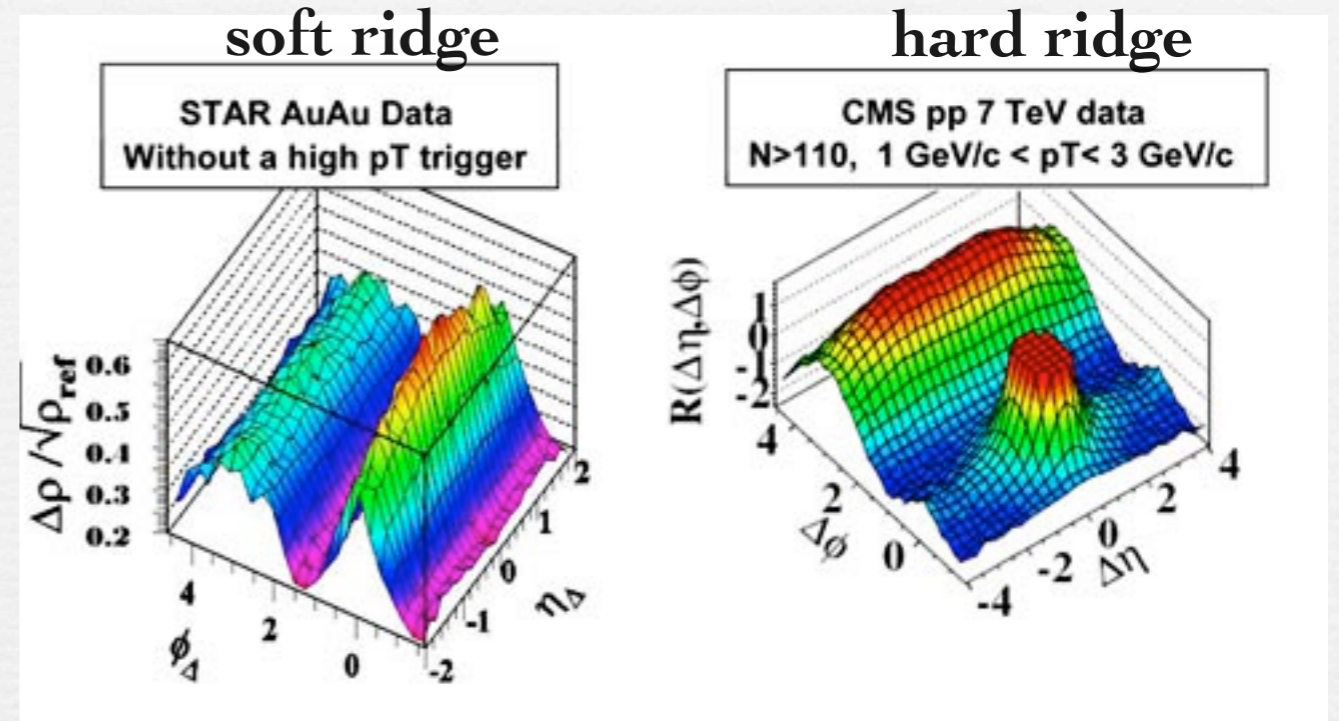 soft ridge
STAR AuAu Data
Without a high pT trigger
Δρ /√ρref
0.6
0.5
0.4
0.3
0.2
4
2
0
ϕΔ
-2
-1
0
1
2
ηΔ
hard ridge
CMS pp 7 TeV data
N>110, 1 GeV/c < pT< 3 GeV/c
R(Δη,Δϕ)
1
0
-1
-2
4
2
0
Δϕ
-4
-2
0
2
4
Δη